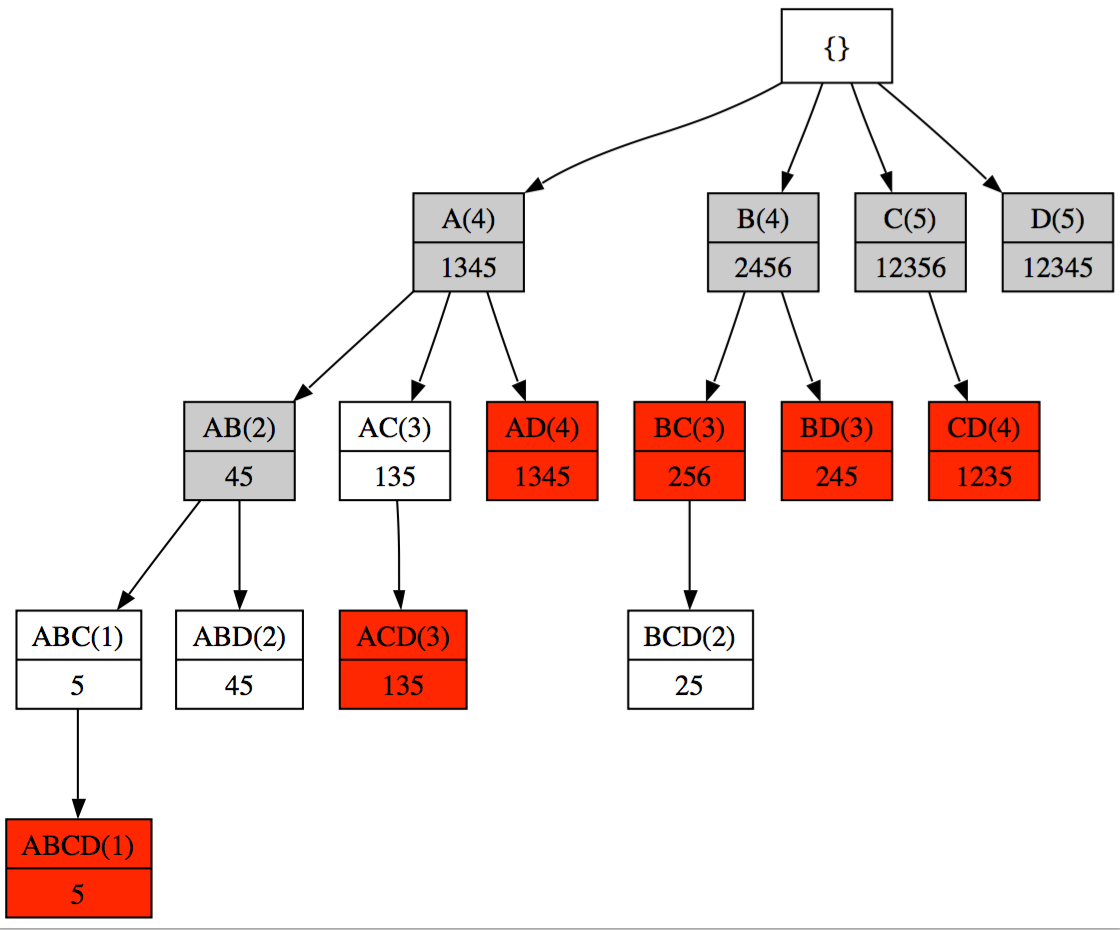 {}
A(4)
1345
B(4)
2456
C(5)
12356
D(5)
12345
AB(2)
45
AC(3)
135
AD(4)
1345
BC(3)
256
BD(3)
245
CD(4)
1235
ABC(1)
5
ABD(2)
45
ACD(3)
135
BCD(2)
25
ABCD(1)
5